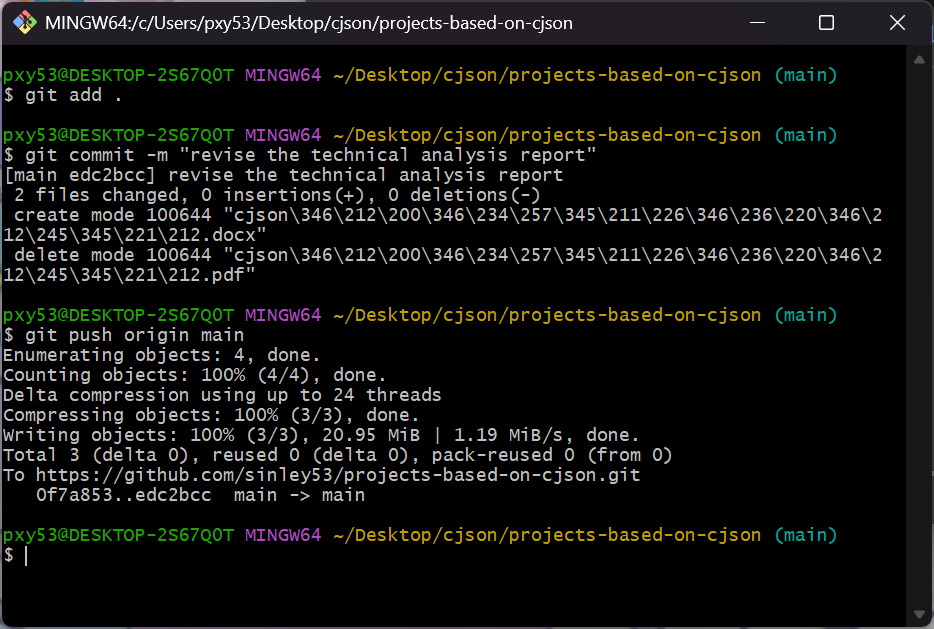 MINGW64:/c/Users/pxy53/Desktop/cjson/projects-based-on-cjson
pxy53@DESKTOP-2S67Q0T MINGW64 ~/Desktop/cjson/projects-based-on-cjson (main)
$ git add .
pxy53@DESKTOP-2S67Q0T MINGW64 ~/Desktop/cjson/projects-based-on-cjson (main)
$ git commit -m "revise the technical analysis report"
[main edc2bcc] revise the technical analysis report
 2 files changed, 0 insertions(+), 0 deletions(-)
 create mode 100644 "cjson\346\212\200\346\234\257\345\211\226\346\236\220\346\2
12\245\345\221\212.docx"
 delete mode 100644 "cjson\346\212\200\346\234\257\345\211\226\346\236\220\346\2
12\245\345\221\212.pdf"
pxy53@DESKTOP-2S67Q0T MINGW64 ~/Desktop/cjson/projects-based-on-cjson (main)
$ git push origin main
Enumerating objects: 4, done.
Counting objects: 100% (4/4), done.
Delta compression using up to 24 threads
Compressing objects: 100% (3/3), done.
Writing objects: 100% (3/3), 20.95 MiB | 1.19 MiB/s, done.
Total 3 (delta 0), reused 0 (delta 0), pack-reused 0 (from 0)
To https://github.com/sinley53/projects-based-on-cjson.git
   0f7a853..edc2bcc  main -> main
pxy53@DESKTOP-2S67Q0T MINGW64 ~/Desktop/cjson/projects-based-on-cjson (main)
$